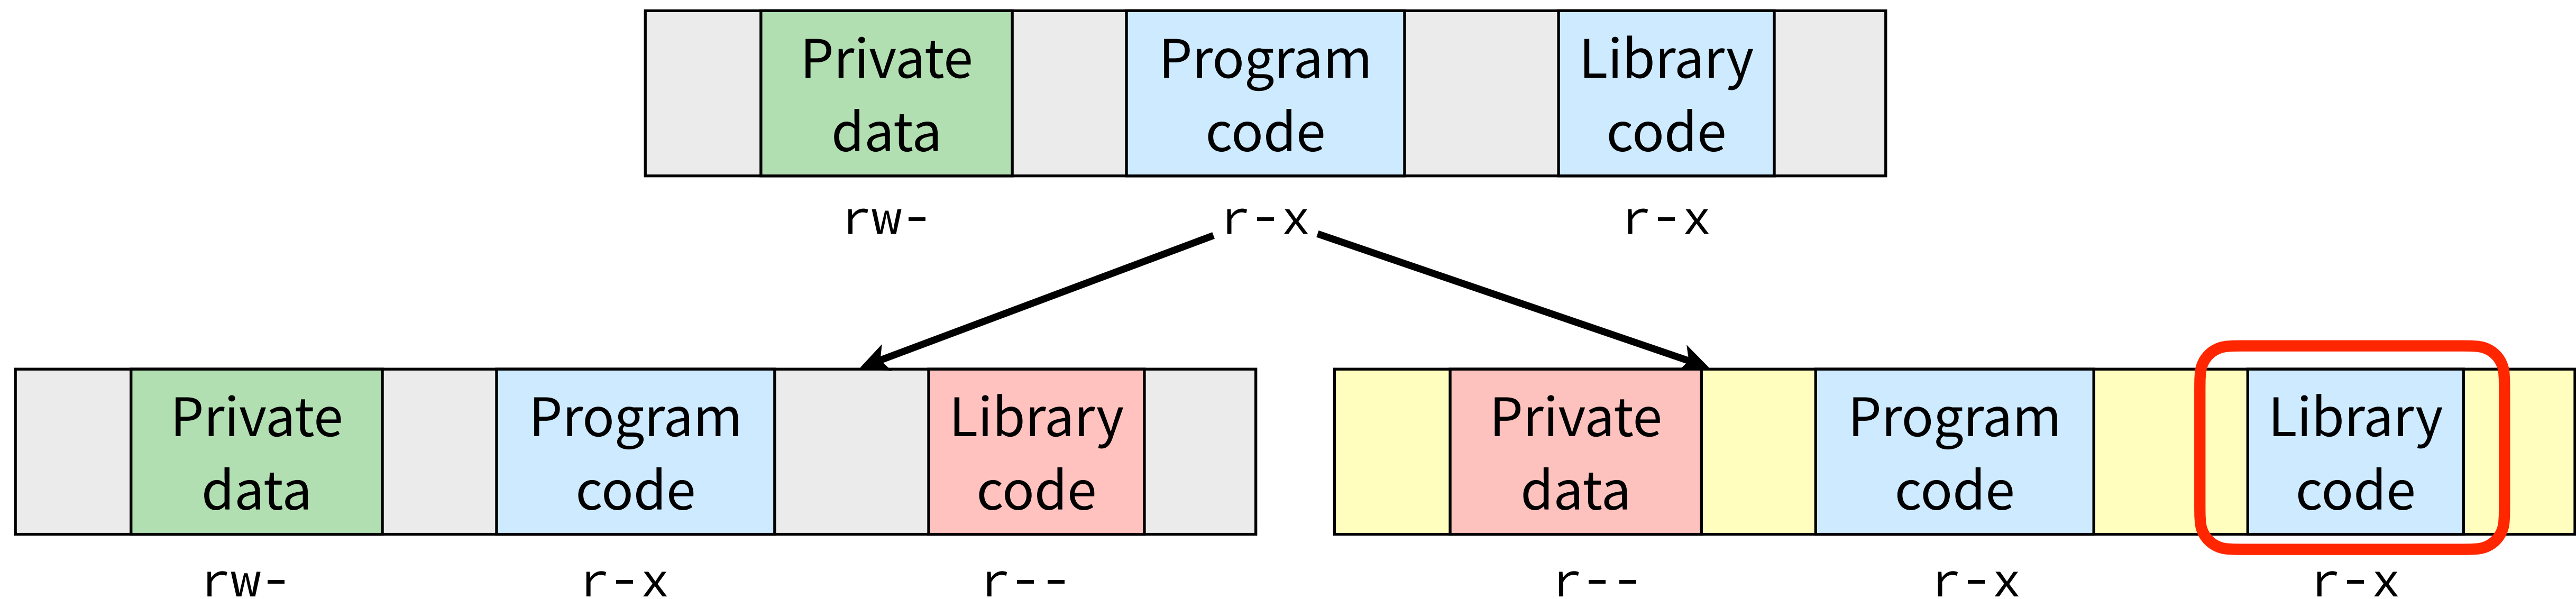 Private
data
Program
code
Library
code
rw-
r-x
r-x
Private
data
Program
code
Library
code
Private
data
Program
code
Library
code
rw-
r-x
r--
r--
r-x
r-x